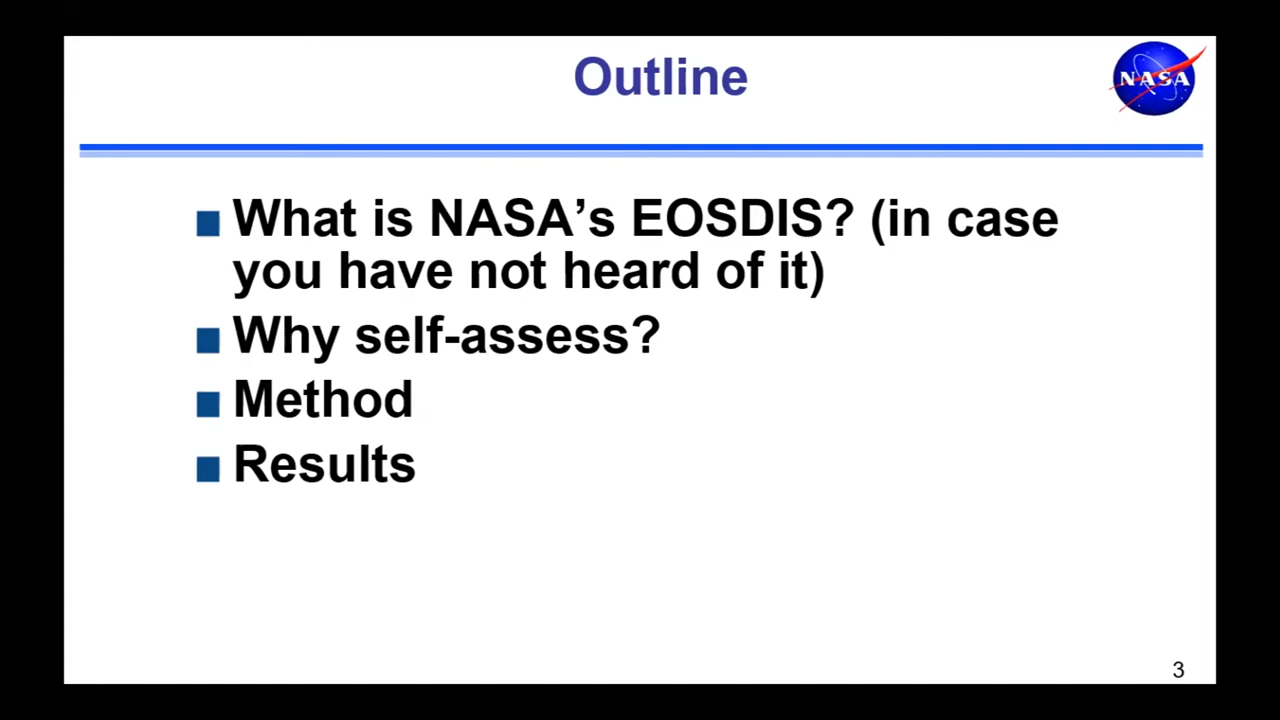 Outline
NASA
What is NASA’s EOSDIS? (in case
you have not heard of it)
Why self-assess?
Method
Results
3